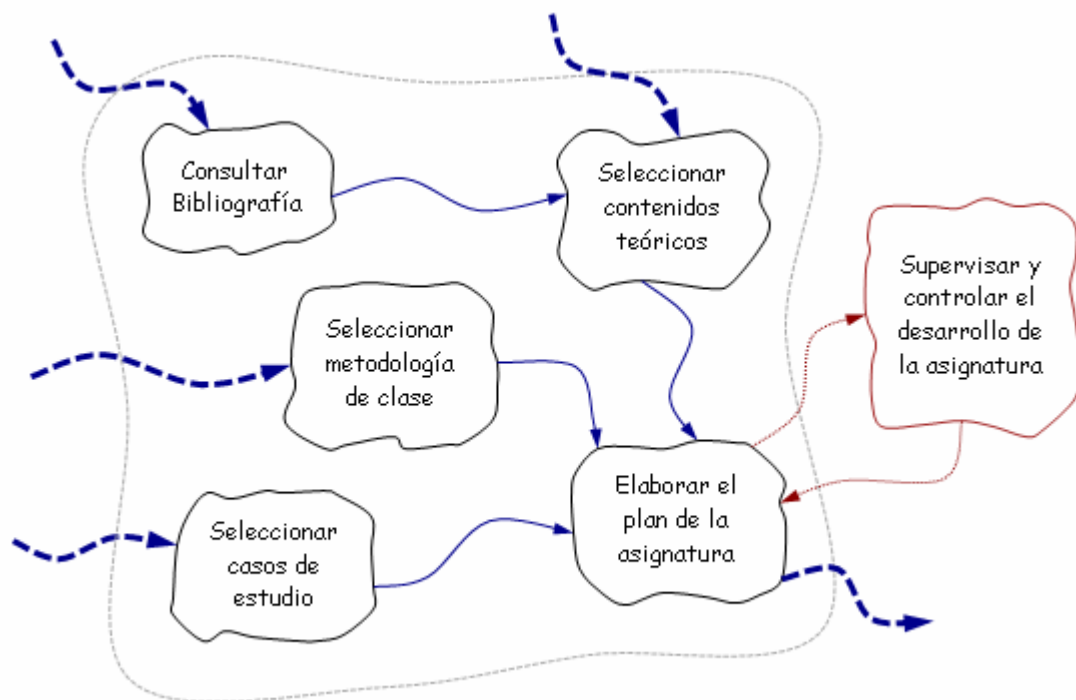 Consultar
Bibliografía
Seleccionar
contenidos
teóricos
Supervisar y
controlar el
desarrollo de
la asignatura
Seleccionar
metodología
de clase
Elaborar el
plan de la
asignatura
Seleccionar
casos de
estudio